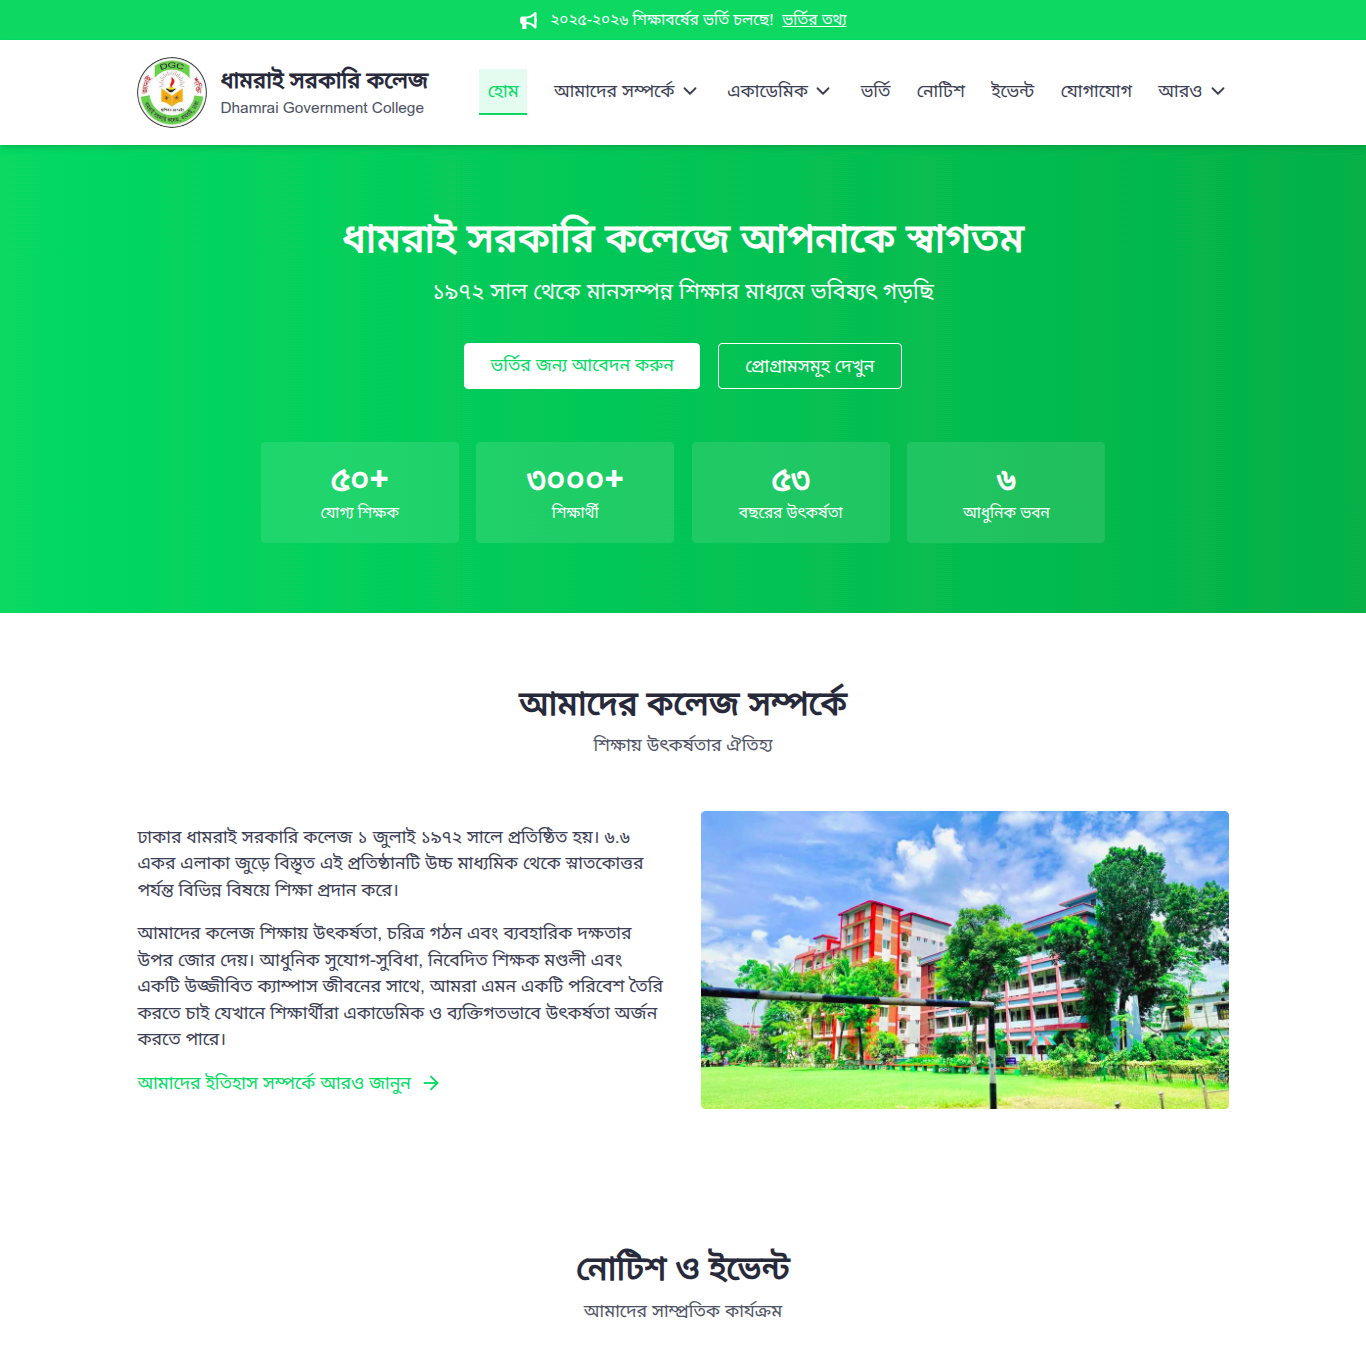 ২০২৫-২০২৬ শিক্ষাবর্ষের ভর্তি চলছে! ভর্তির তথ্য
DGC
ধামরাই সরকারি কলেজ
Dhamrai Government College
হোম
আমাদের সম্পর্কে
একাডেমিক
ভর্তি
নোটিশ
ইভেন্ট
যোগাযোগ
আরও
ধামরাই সরকারি কলেজে আপনাকে স্বাগতম
১৯৭২ সাল থেকে মানসম্পন্ন শিক্ষার মাধ্যমে ভবিষ্যৎ গড়ছি
ভর্তির জন্য আবেদন করুন
প্রোগ্রামসমূহ দেখুন
৫০+
যোগ্য শিক্ষক
৩০০০+
শিক্ষার্থী
৫৩
বছরের উৎকর্ষতা
৬
আধুনিক ভবন
আমাদের কলেজ সম্পর্কে
শিক্ষায় উৎকর্ষতার ঐতিহ্য
ঢাকার ধামরাই সরকারি কলেজ ১ জুলাই ১৯৭২ সালে প্রতিষ্ঠিত হয়। ৬.৬
একর এলাকা জুড়ে বিস্তৃত এই প্রতিষ্ঠানটি উচ্চ মাধ্যমিক থেকে স্নাতকোত্তর
পর্যন্ত বিভিন্ন বিষয়ে শিক্ষা প্রদান করে।
আমাদের কলেজ শিক্ষায় উৎকর্ষতা, চরিত্র গঠন এবং ব্যবহারিক দক্ষতার
উপর জোর দেয়। আধুনিক সুযোগ-সুবিধা, নিবেদিত শিক্ষক মণ্ডলী এবং
একটি উজ্জীবিত ক্যাম্পাস জীবনের সাথে, আমরা এমন একটি পরিবেশ তৈরি
করতে চাই যেখানে শিক্ষার্থীরা একাডেমিক ও ব্যক্তিগতভাবে উৎকর্ষতা অর্জন
করতে পারে।
আমাদের ইতিহাস সম্পর্কে আরও জানুন
নোটিশ ও ইভেন্ট
আমাদের সাম্প্রতিক কার্যক্রম